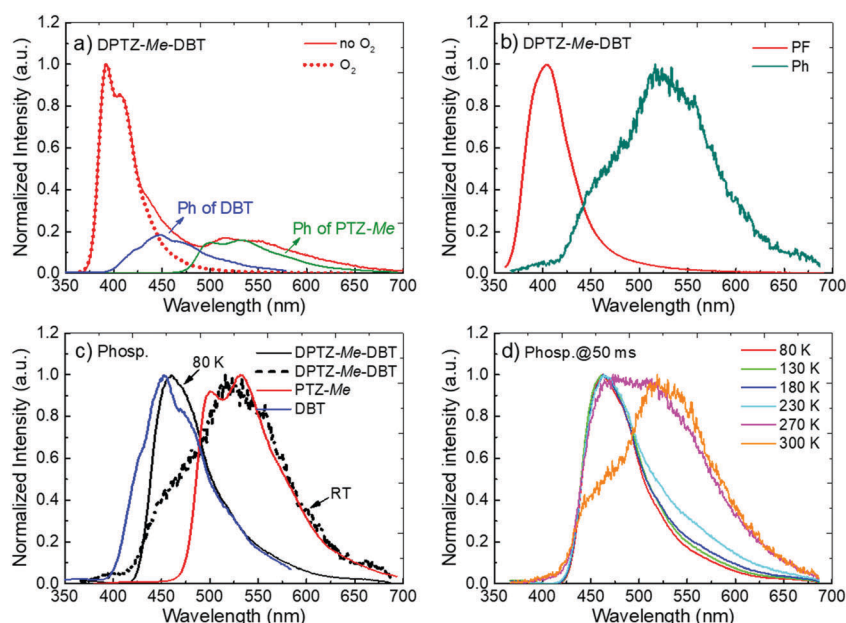 a) DPTZ-Me-DBT
no O2
O2
Ph of DBT
Ph of PTZ-Me
Normalized Intensity (a.u.)
1.2
1.0
0.8
0.6
0.4
0.2
0.0
350 400 450 500 550 600 650 700
Wavelength (nm)
b) DPTZ-Me-DBT
PF
Ph
Normalized Intensity (a.u.)
1.2
1.0
0.8
0.6
0.4
0.2
0.0
350 400 450 500 550 600 650 700
Wavelength (nm)
c) Phosp.
80 K
DPTZ-Me-DBT
DPTZ-Me-DBT
PTZ-Me
DBT
RT
Normalized intensity (a.u.)
1.2
1.0
0.8
0.6
0.4
0.2
0.0
350 400 450 500 550 600 650 700
Wavelength (nm)
d) Phosp.@50 ms
80 K
130 K
180 K
230 K
270 K
300 K
Normalized intensity (a.u.)
1.2
1.0
0.8
0.6
0.4
0.2
0.0
350 400 450 500 550 600 650 700
Wavelength (nm)